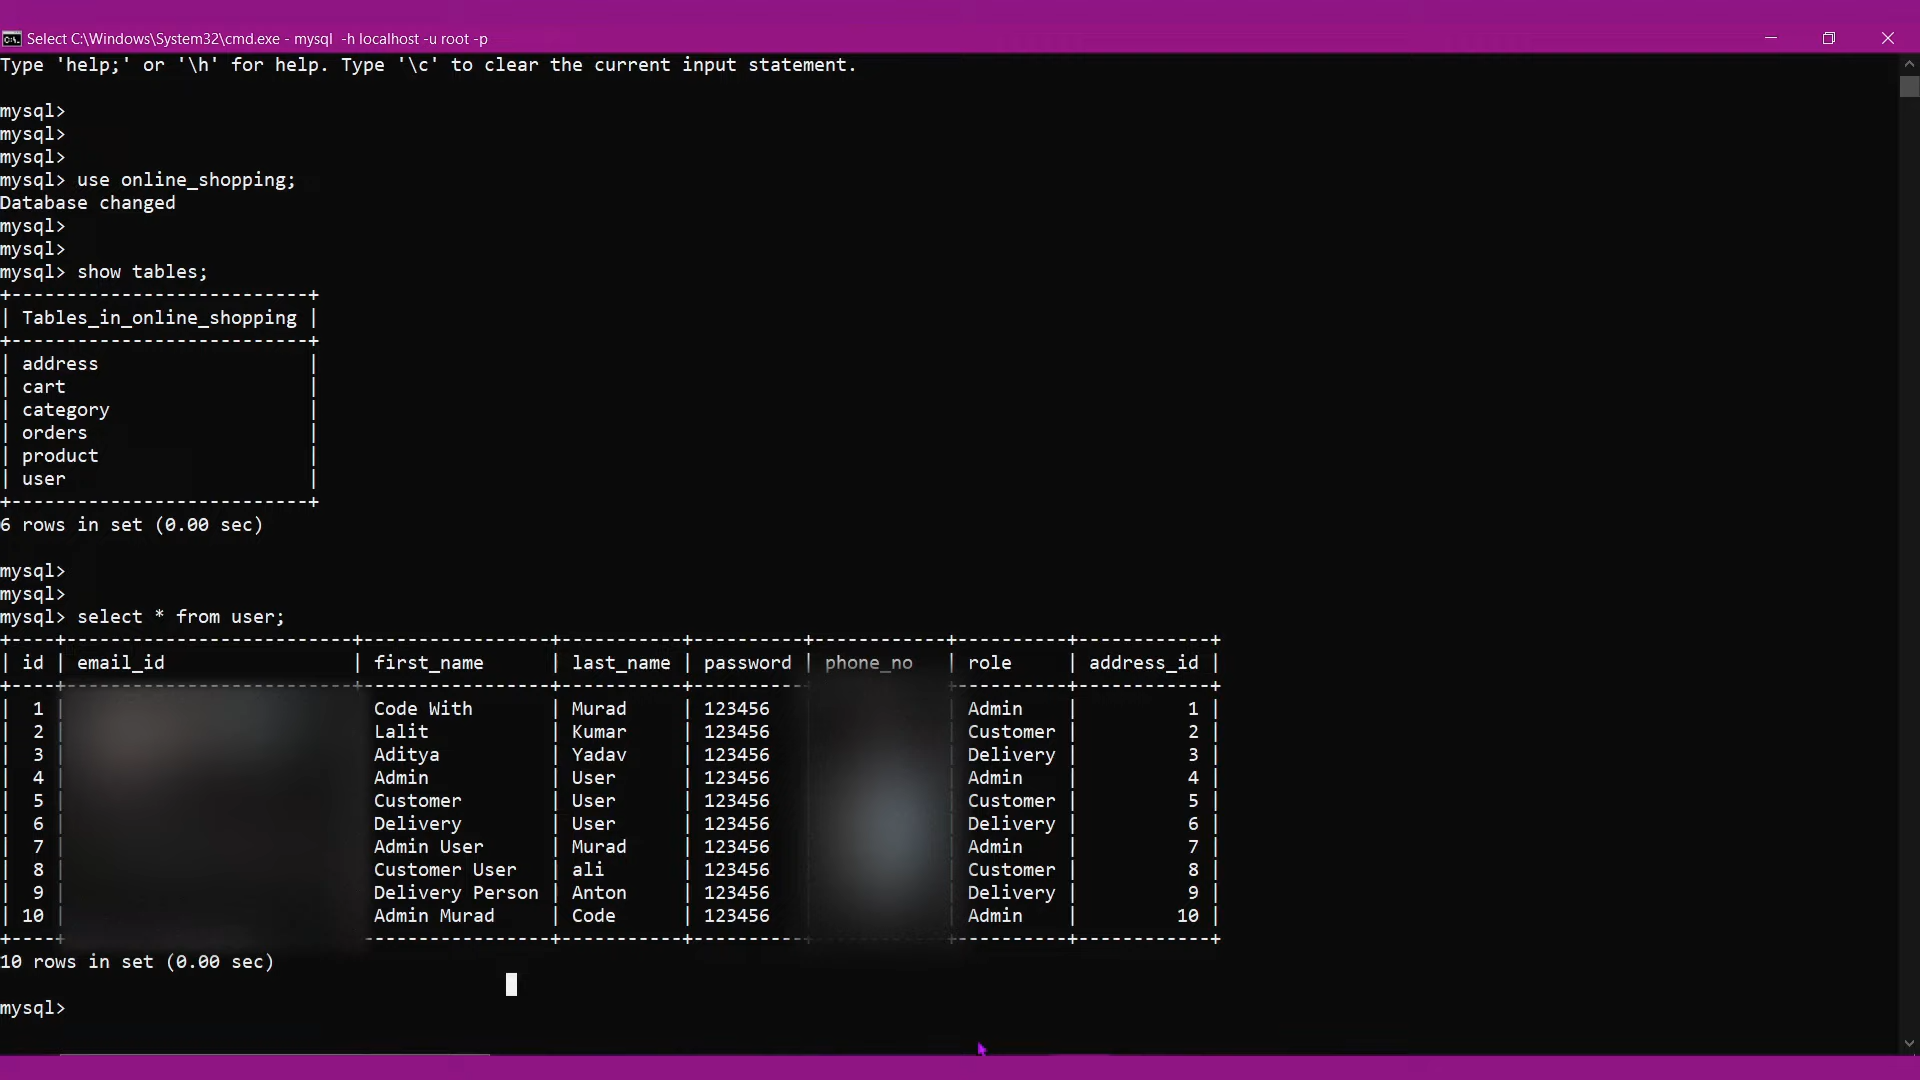 Select C:\Windows\System32\cmd.exe - mysql  -h localhost -u root -p
Type 'help;' or '\h' for help. Type '\c' to clear the current input statement.
mysql>
mysql>
mysql>
mysql> use online_shopping;
Database changed
mysql>
mysql>
mysql> show tables;
+---------------------------+
| Tables_in_online_shopping |
+---------------------------+
| address                   |
| cart                      |
| category                  |
| orders                    |
| product                   |
| user                      |
+---------------------------+
6 rows in set (0.00 sec)
mysql>
mysql>
mysql> select * from user;
+----+--------------------------+-----------------+-----------+----------+------------+----------+------------+
| id | email_id                 | first_name      | last_name | password | phone_no   | role     | address_id |
+----+--------------------------+-----------------+-----------+----------+------------+----------+------------+
|  1 | Code With       | Murad     | 123456 | Admin    |          1 |
|  2 | Lalit           | Kumar     | 123456 | Customer |          2 |
|  3 | Aditya          | Yadav     | 123456 | Delivery |          3 |
|  4 | Admin           | User      | 123456 | Admin    |          4 |
|  5 | Customer        | User      | 123456 | Customer |          5 |
|  6 | Delivery        | User      | 123456 | Delivery |          6 |
|  7 | Admin User      | Murad     | 123456 | Admin    |          7 |
|  8 | Customer User   | ali       | 123456 | Customer |          8 |
|  9 | Delivery Person | Anton     | 123456 | Delivery |          9 |
| 10 | Admin Murad     | Code      | 123456 | Admin    |         10 |
+----+-----------------+-----------+----------+----------+------------+
10 rows in set (0.00 sec)
mysql>